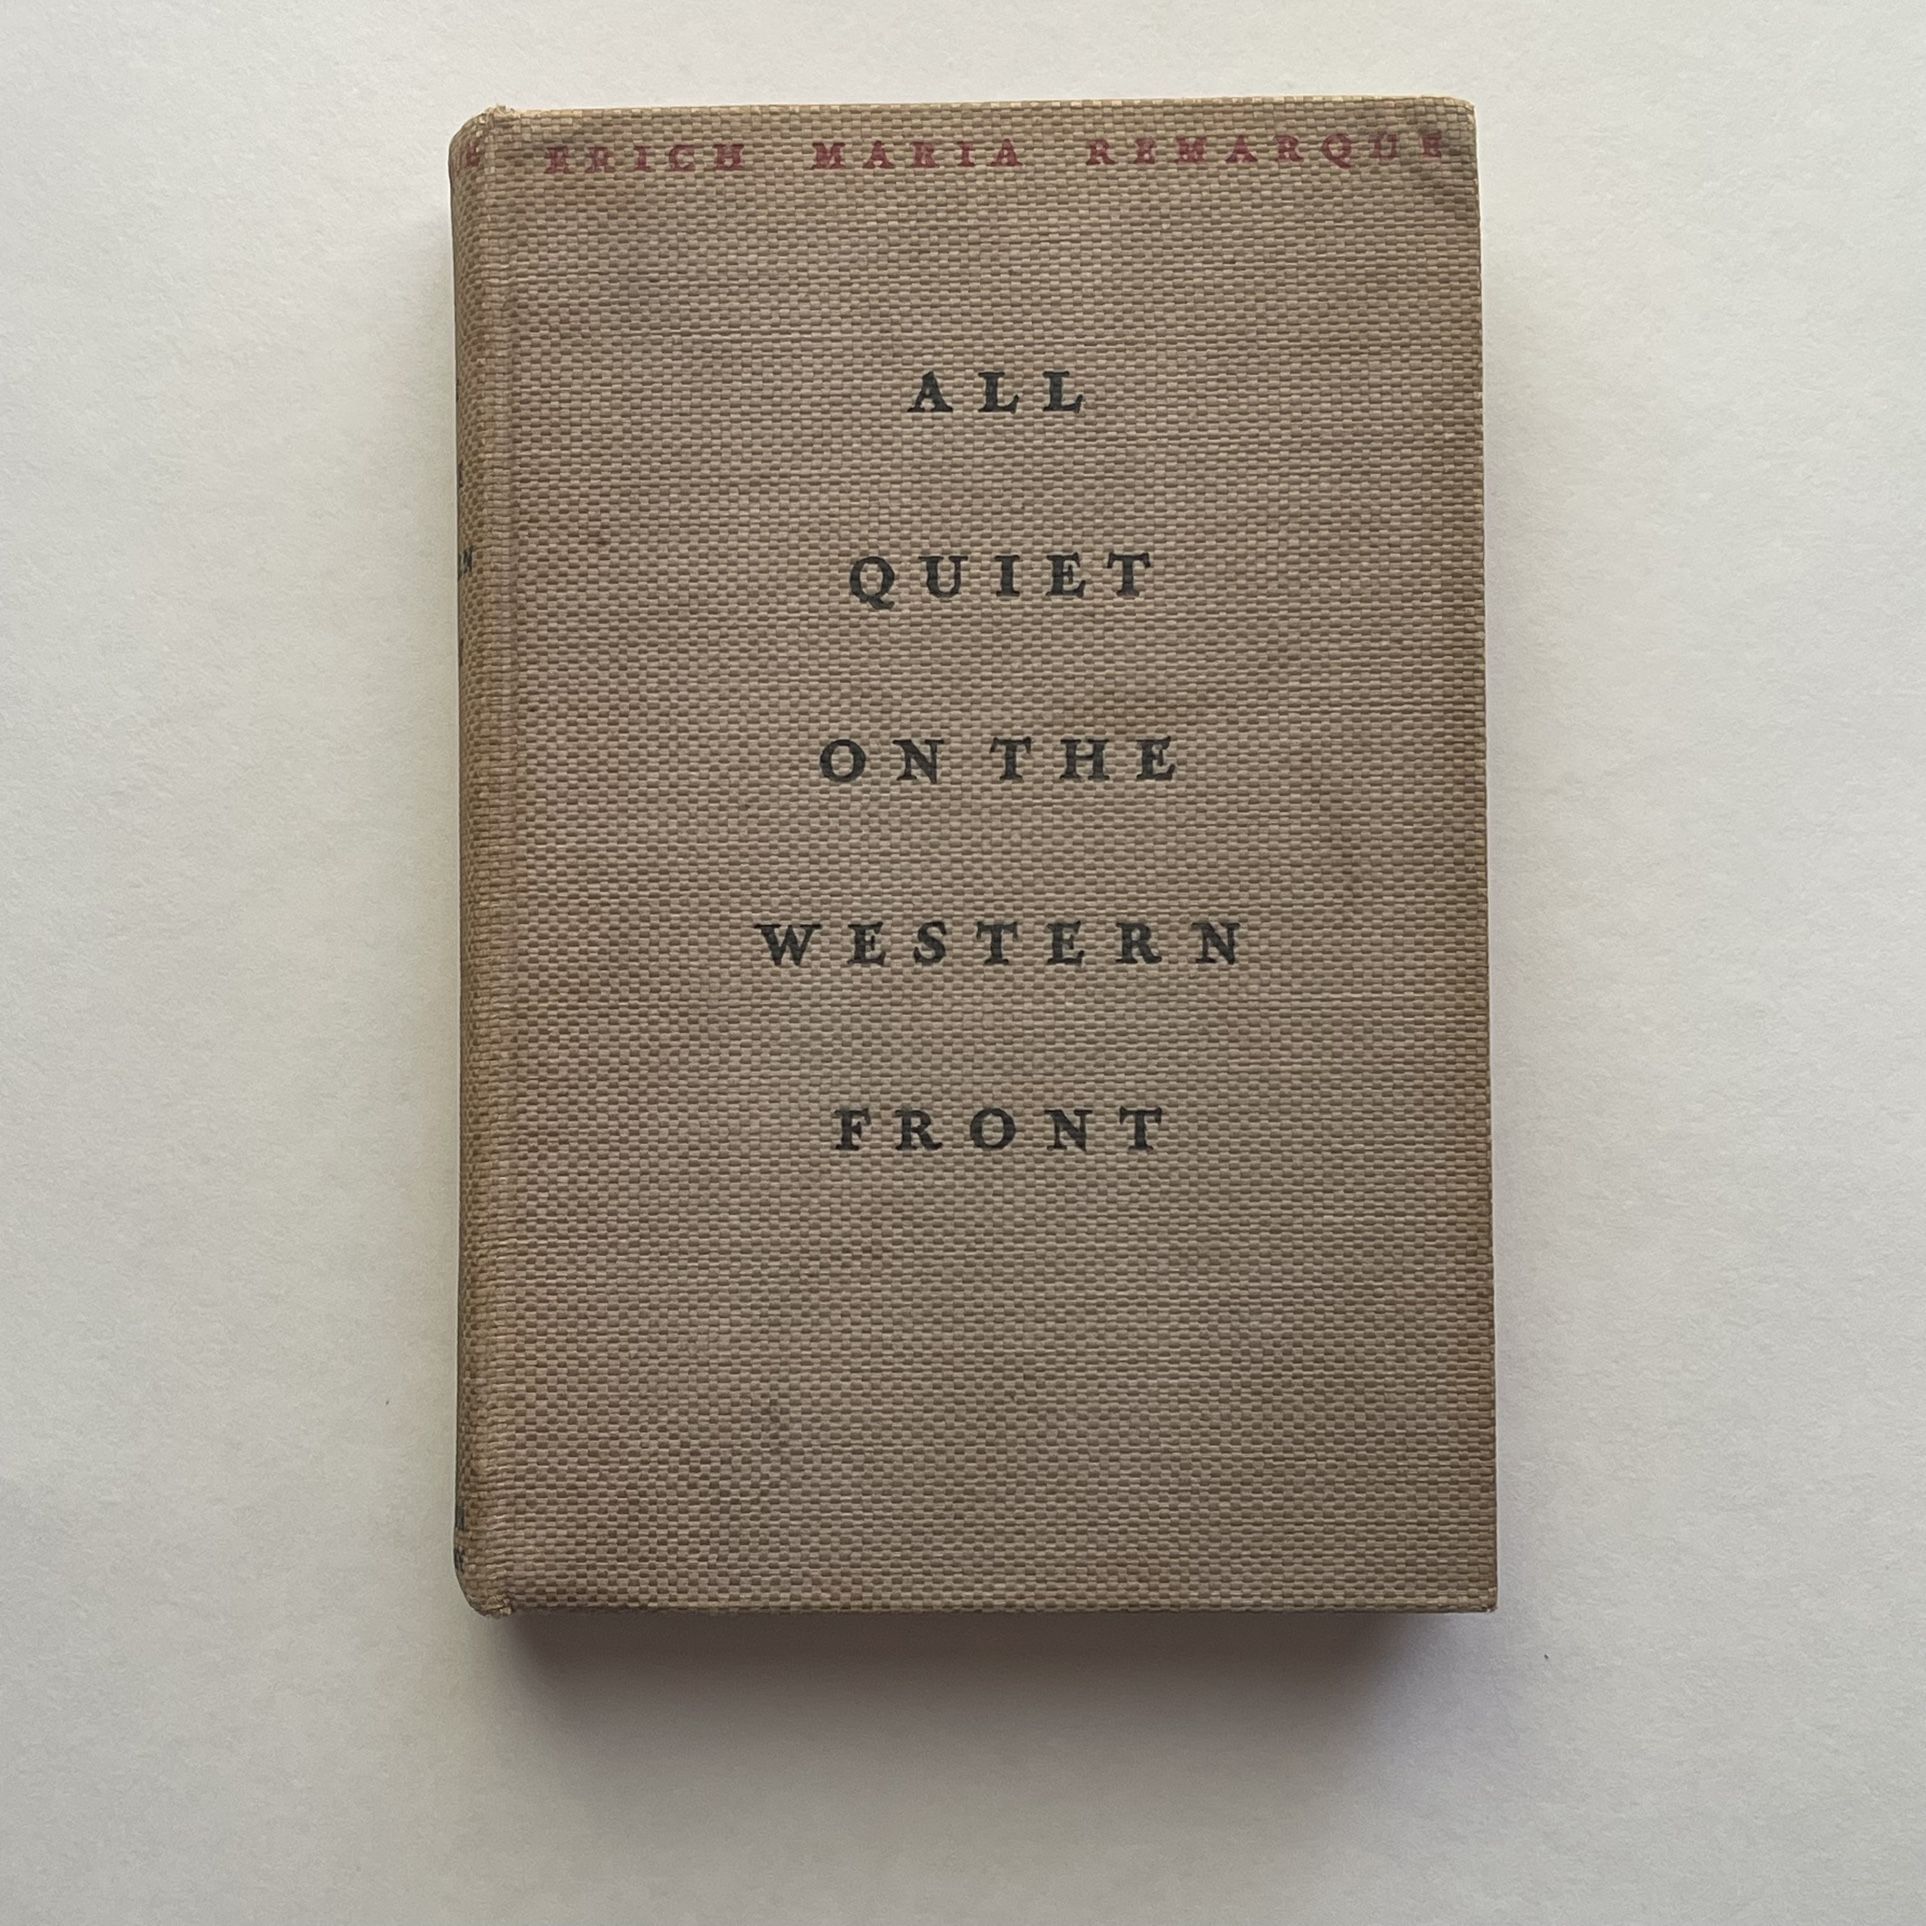 ERICH MARIA REMARQUE
ALL
QUIET
ON THE
WESTERN
FRONT